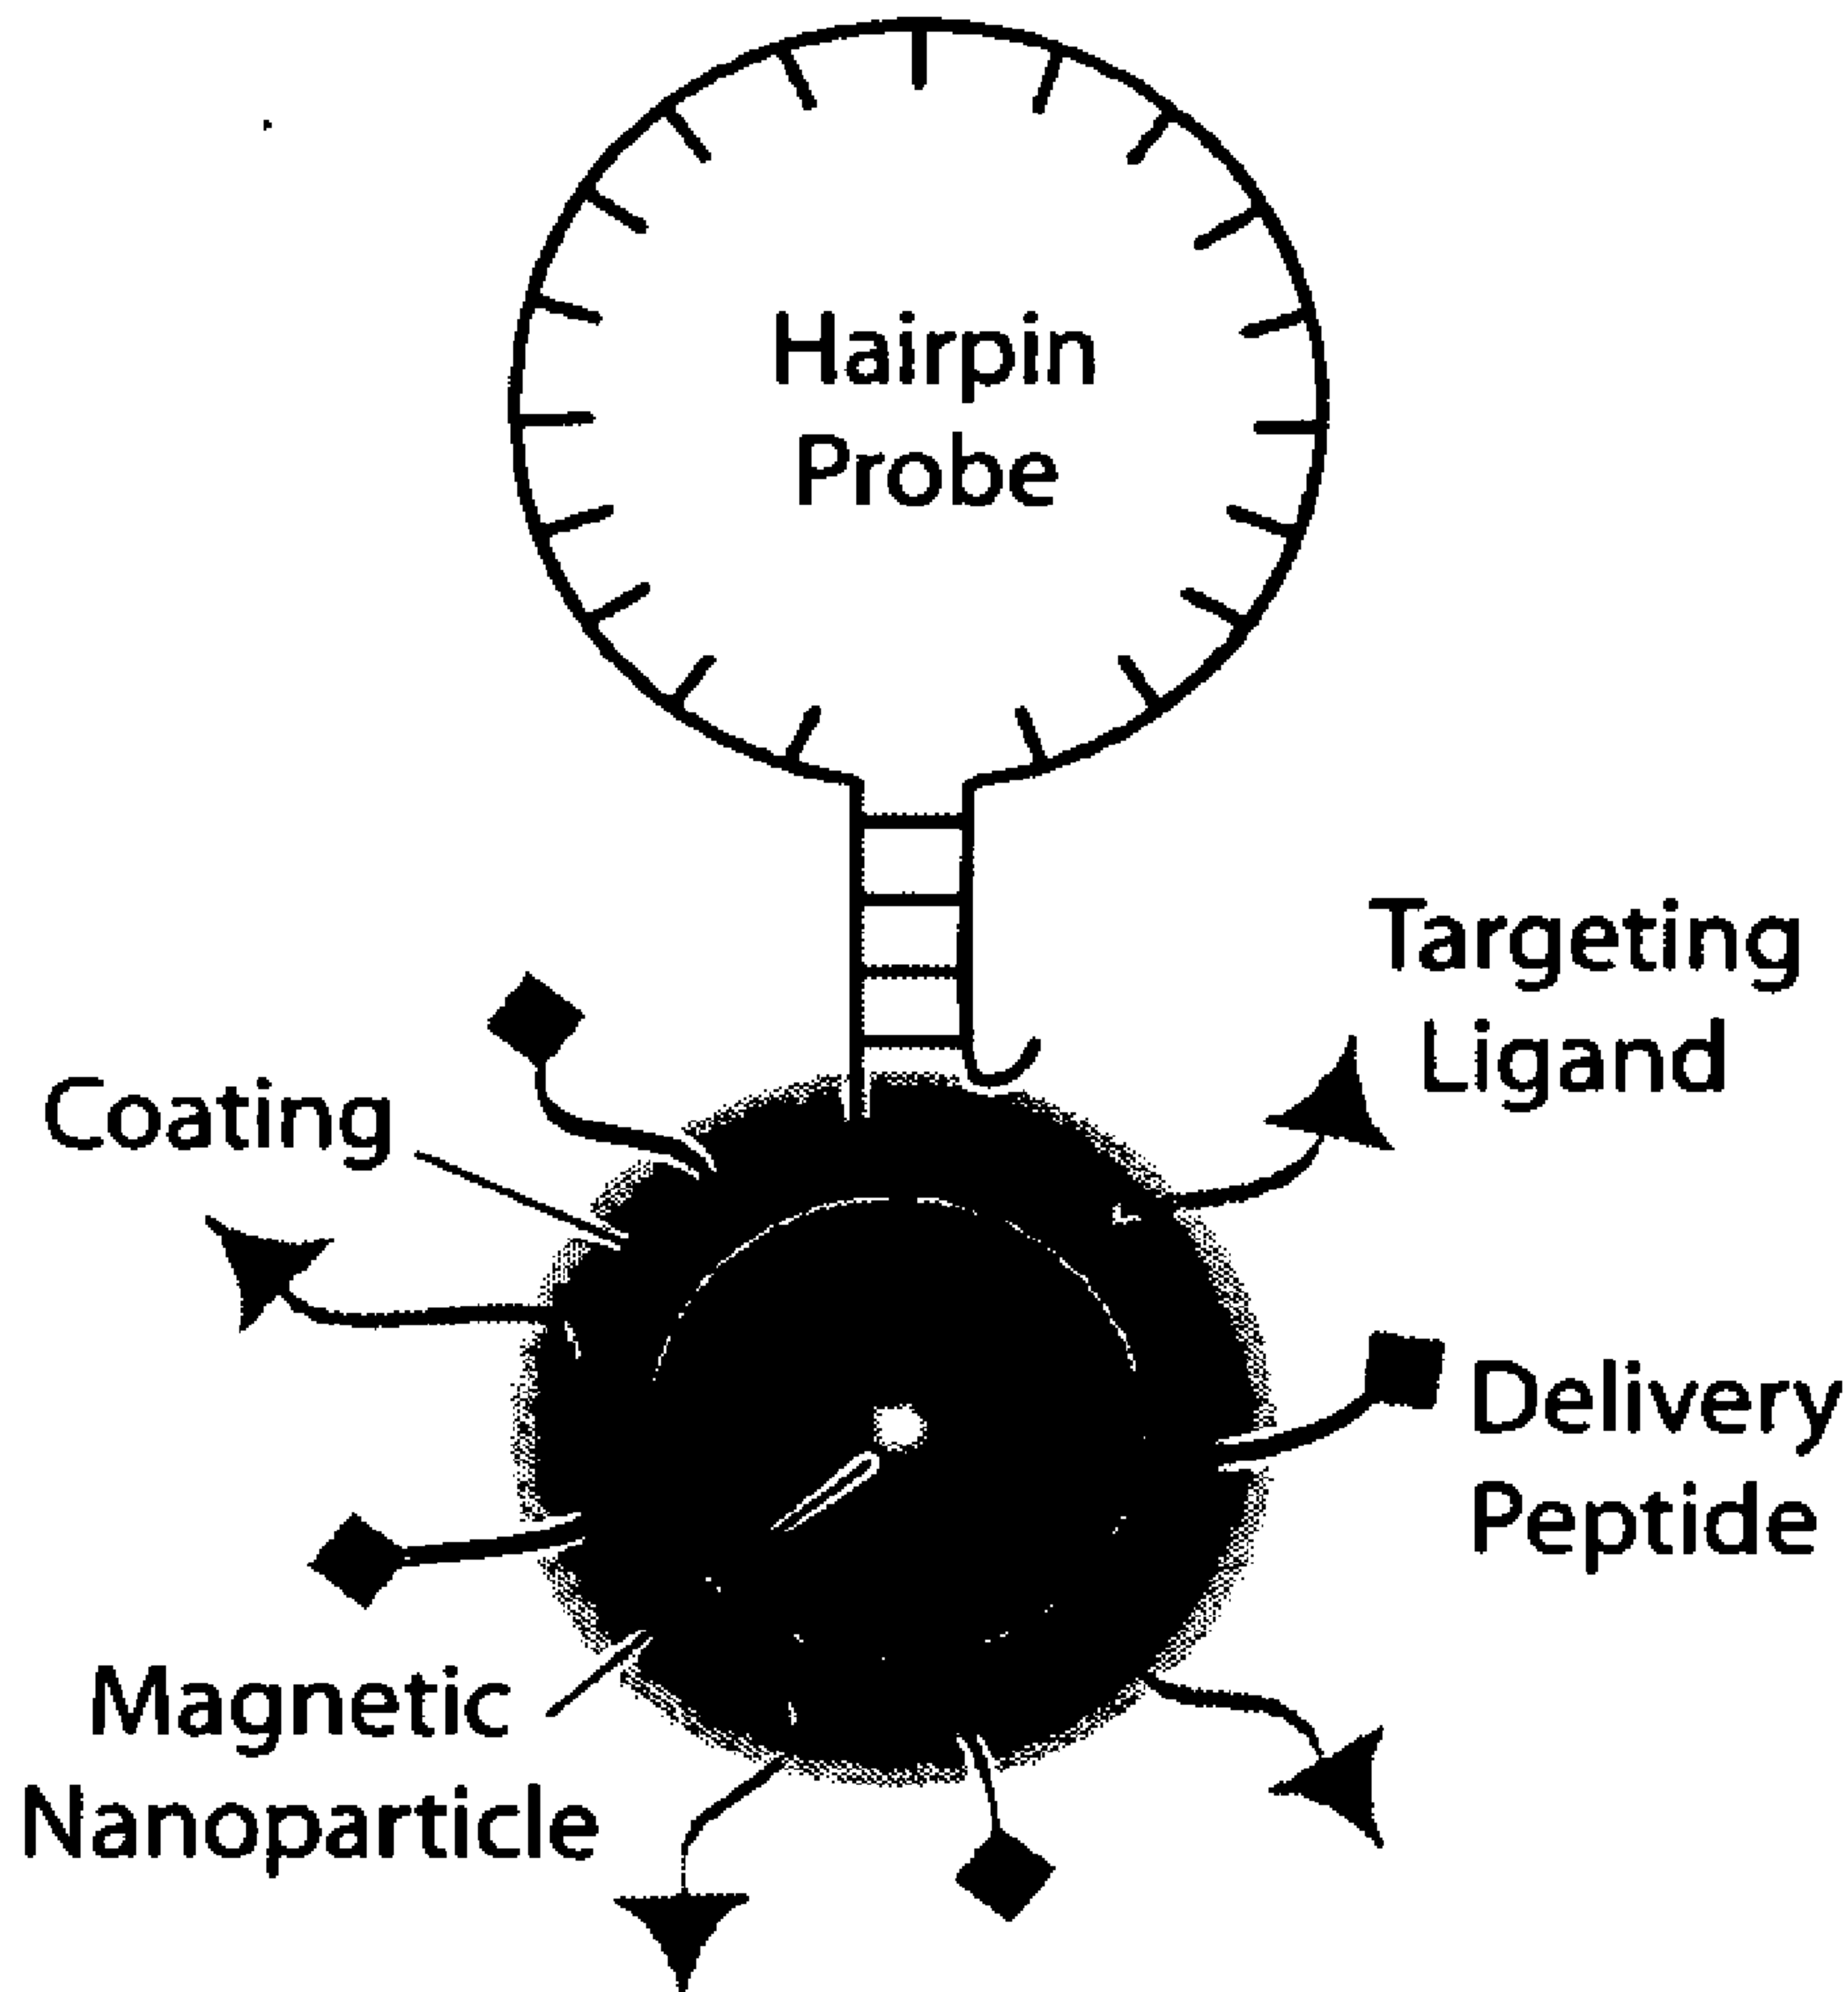 Hairpin
Probe
Targeting
Ligand
Coating
Delivery
Peptide
Magnetic
Nanoparticle